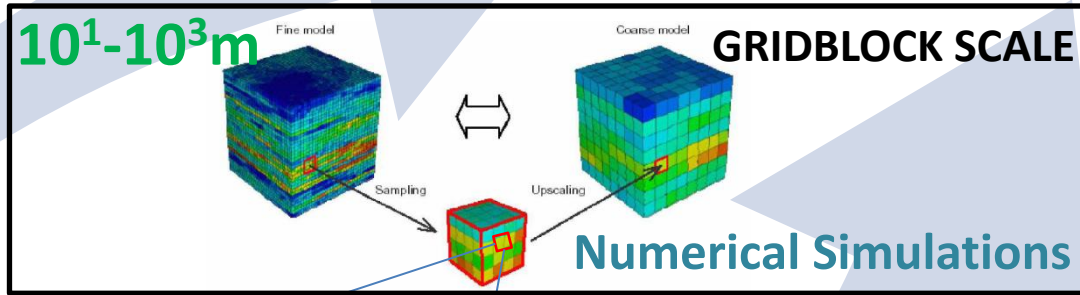 10¹-10³m
Fine model
Coarse model
GRIDBLOCK SCALE
Sampling
Upscaling
Numerical Simulations